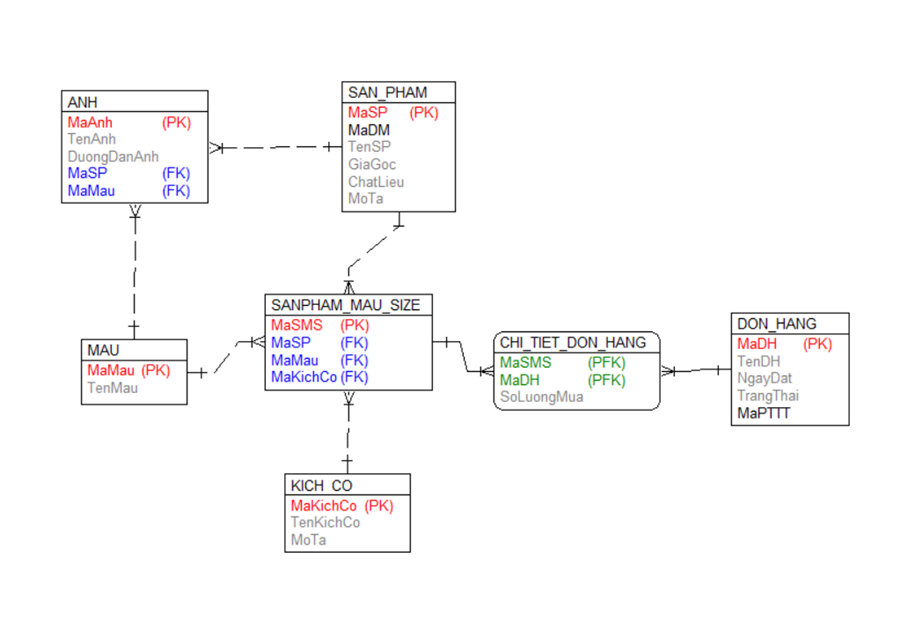 ANH
MaAnh (PK)
TenAnh
DuongDanAnh
MaSP (FK)
MaMau (FK)
SAN_PHAM
MaSP (PK)
MaDM
TenSP
GiaGoc
ChatLieu
MoTa
SANPHAM_MAU_SIZE
MaSMS (PK)
MaSP (FK)
MaMau (FK)
MaKichCo (FK)
MAU
MaMau (PK)
TenMau
CHI_TIET_DON_HANG
MaSMS (PFK)
MaDH (PFK)
SoLuongMua
DON_HANG
MaDH (PK)
TenDH
NgayDat
TrangThai
MaPTTT
KICH_CO
MaKichCo (PK)
TenKichCo
MoTa